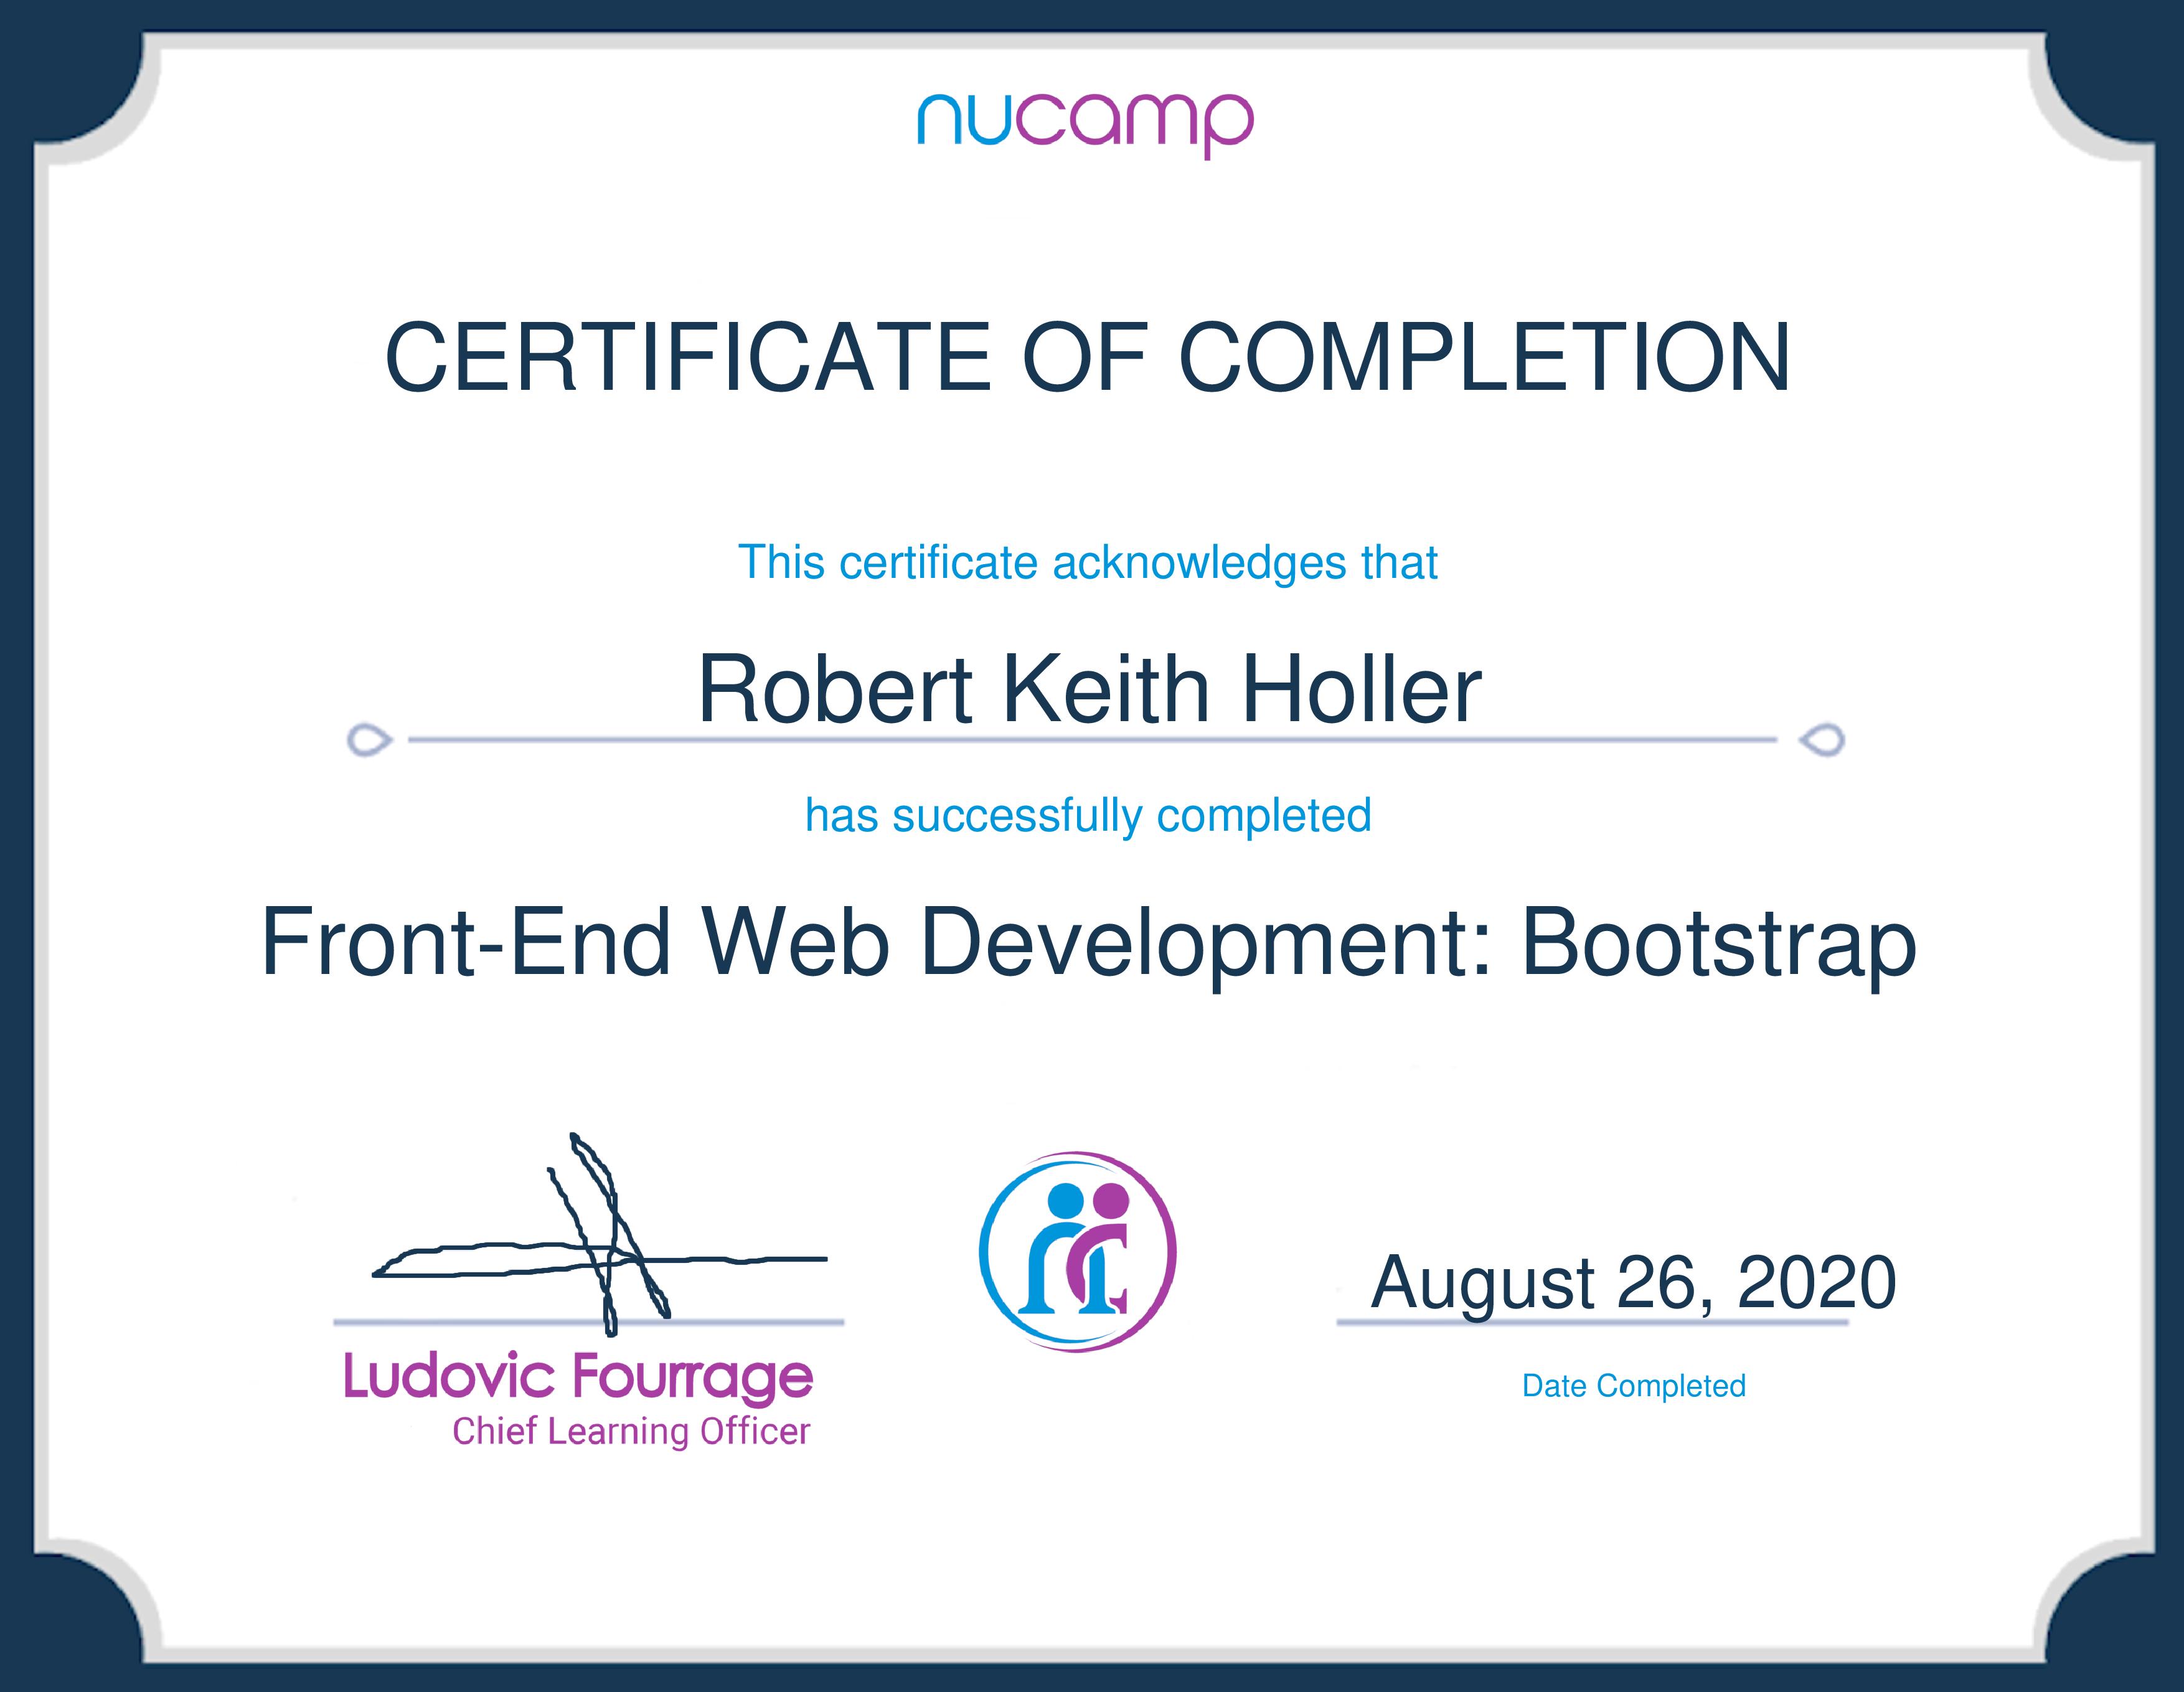 nucamp
CERTIFICATE OF COMPLETION
This certificate acknowledges that
Robert Keith Holler
has successfully completed
Front-End Web Development: Bootstrap
August 26, 2020
Ludovic Fourrage
Chief Learning Officer
Date Completed